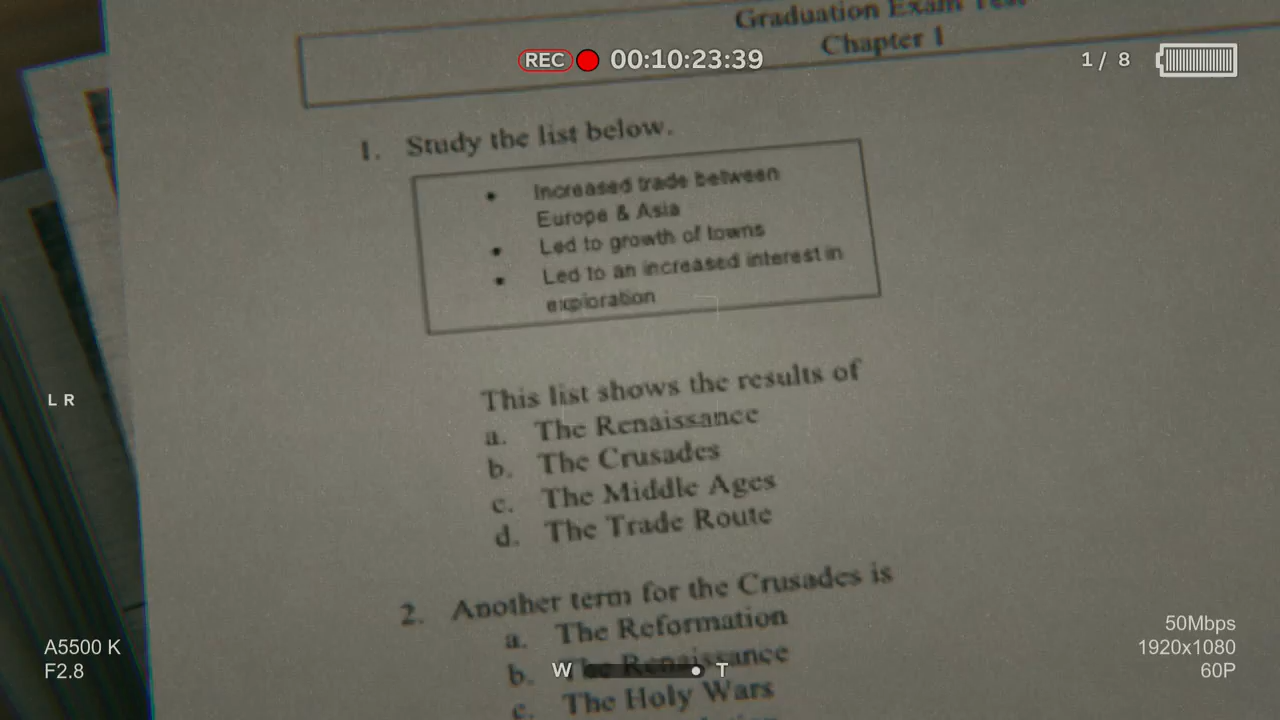 Graduation Exam Test
Chapter 1
REC 00:10:23:39
1 / 8
1. Study the list below.
• Increased trade between
Europe & Asia
• Led to growth of towns
• Led to an increased interest in
exploration
L R
This list shows the results of
a. The Renaissance
b. The Crusades
c. The Middle Ages
d. The Trade Route
2. Another term for the Crusades is
a. The Reformation
b. The Renaissance
c. The Holy Wars
A5500 K
F2.8
W T
50Mbps
1920x1080
60P